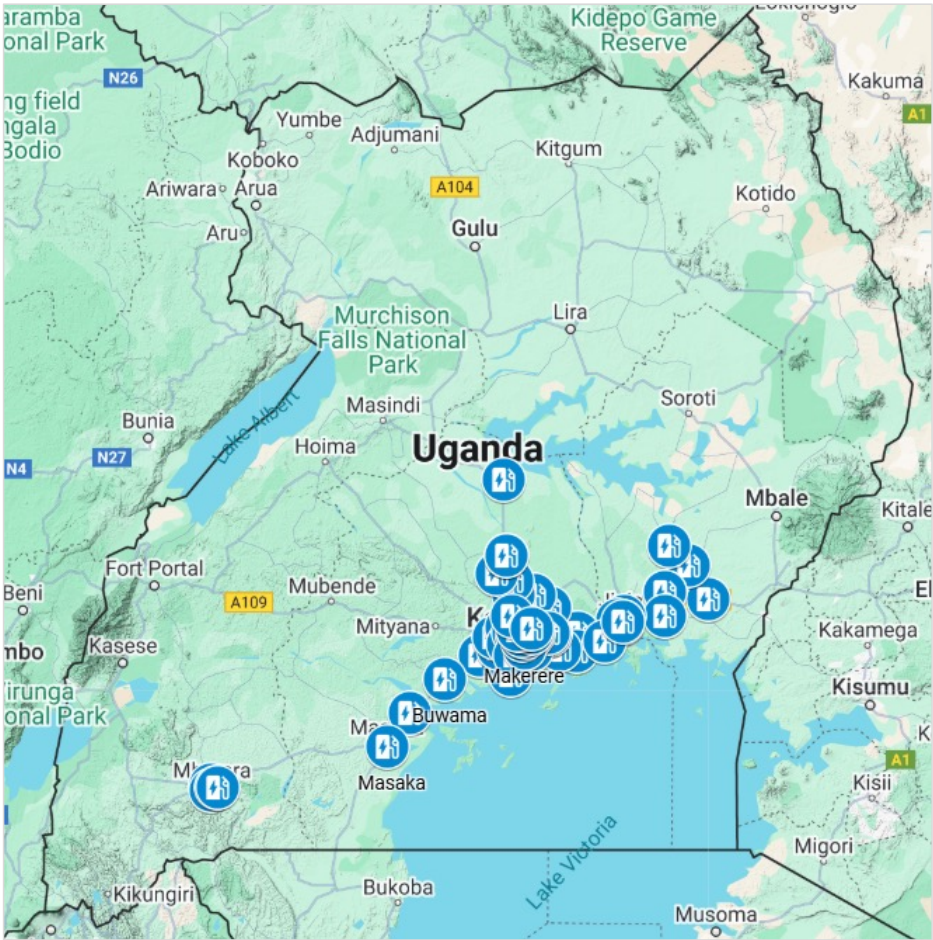 aramba
onal Park
Kidepo Game
Reserve
N26
Kakuma
A1
ng field
ngala
Bodio
Yumbe
Adjumani
Koboko
Kitgum
Ariwara
Arua
A104
Kotido
Aru
Gulu
Murchison
Falls National
Park
Lira
Lake Albert
Masindi
Soroti
Bunia
Hoima
Uganda
N4
N27
Mbale
Kitale
Fort Portal
Mubende
Beni
A109
Mityana
Kakamega
mbo
Kasese
Makerere
Kisumu
irunga
onal Park
Buwama
Masaka
A1
Kisii
Lake Victoria
Migori
Kikungiri
Bukoba
Musoma